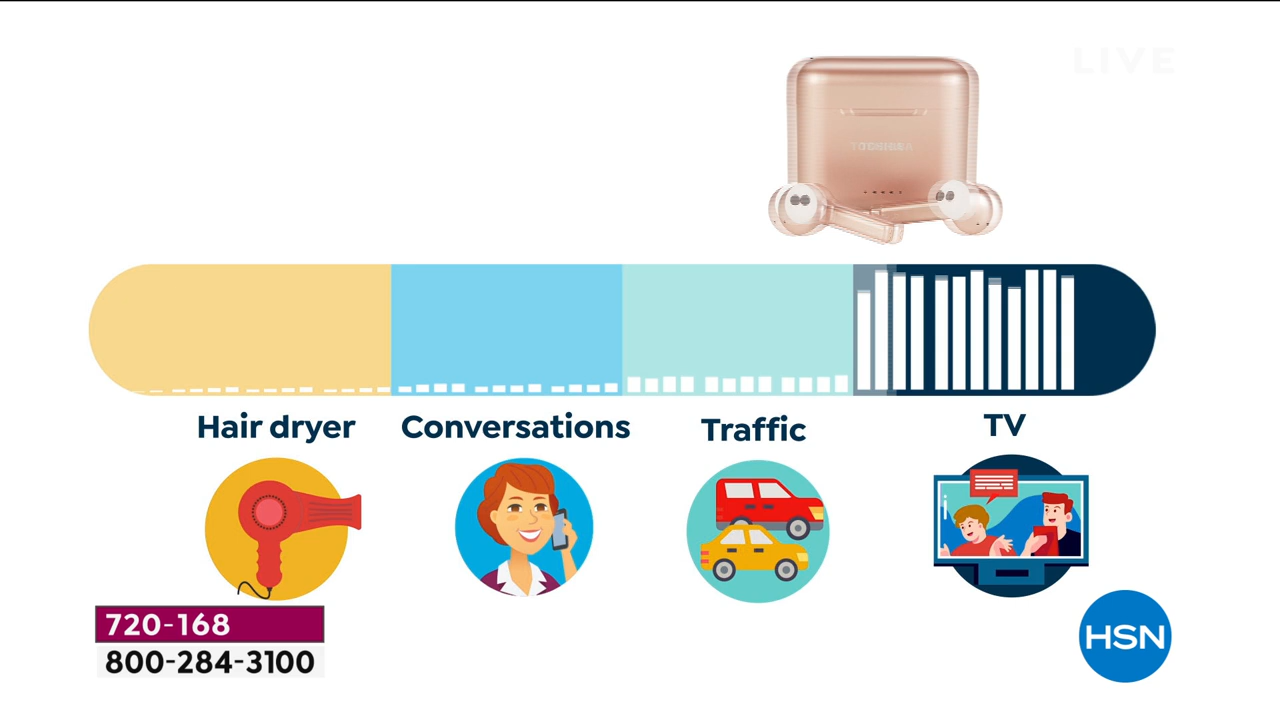 LIVE
TOSHIBA
Hair dryer
Conversations
Traffic
TV
720-168
800-284-3100
HSN